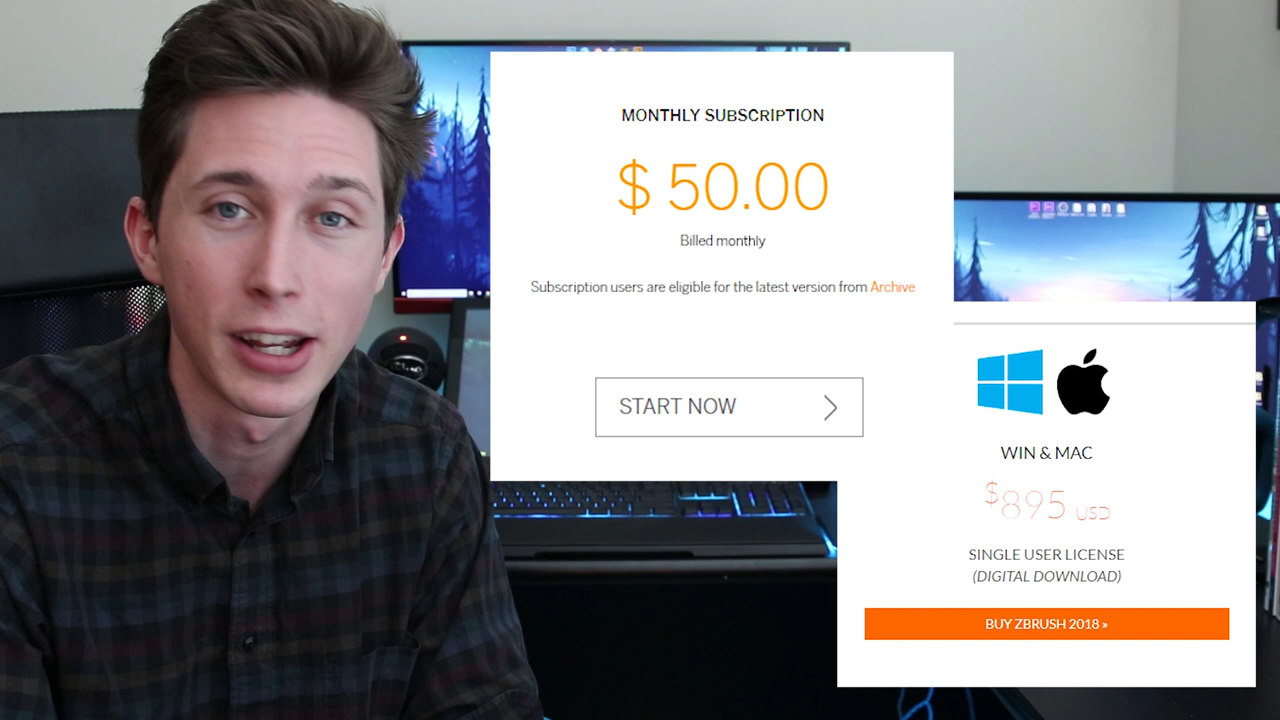 MONTHLY SUBSCRIPTION
$ 50.00
Billed monthly
Subscription users are eligible for the latest version from Archive
START NOW
WIN & MAC
$895 USD
SINGLE USER LICENSE
(DIGITAL DOWNLOAD)
BUY ZBRUSH 2018 »